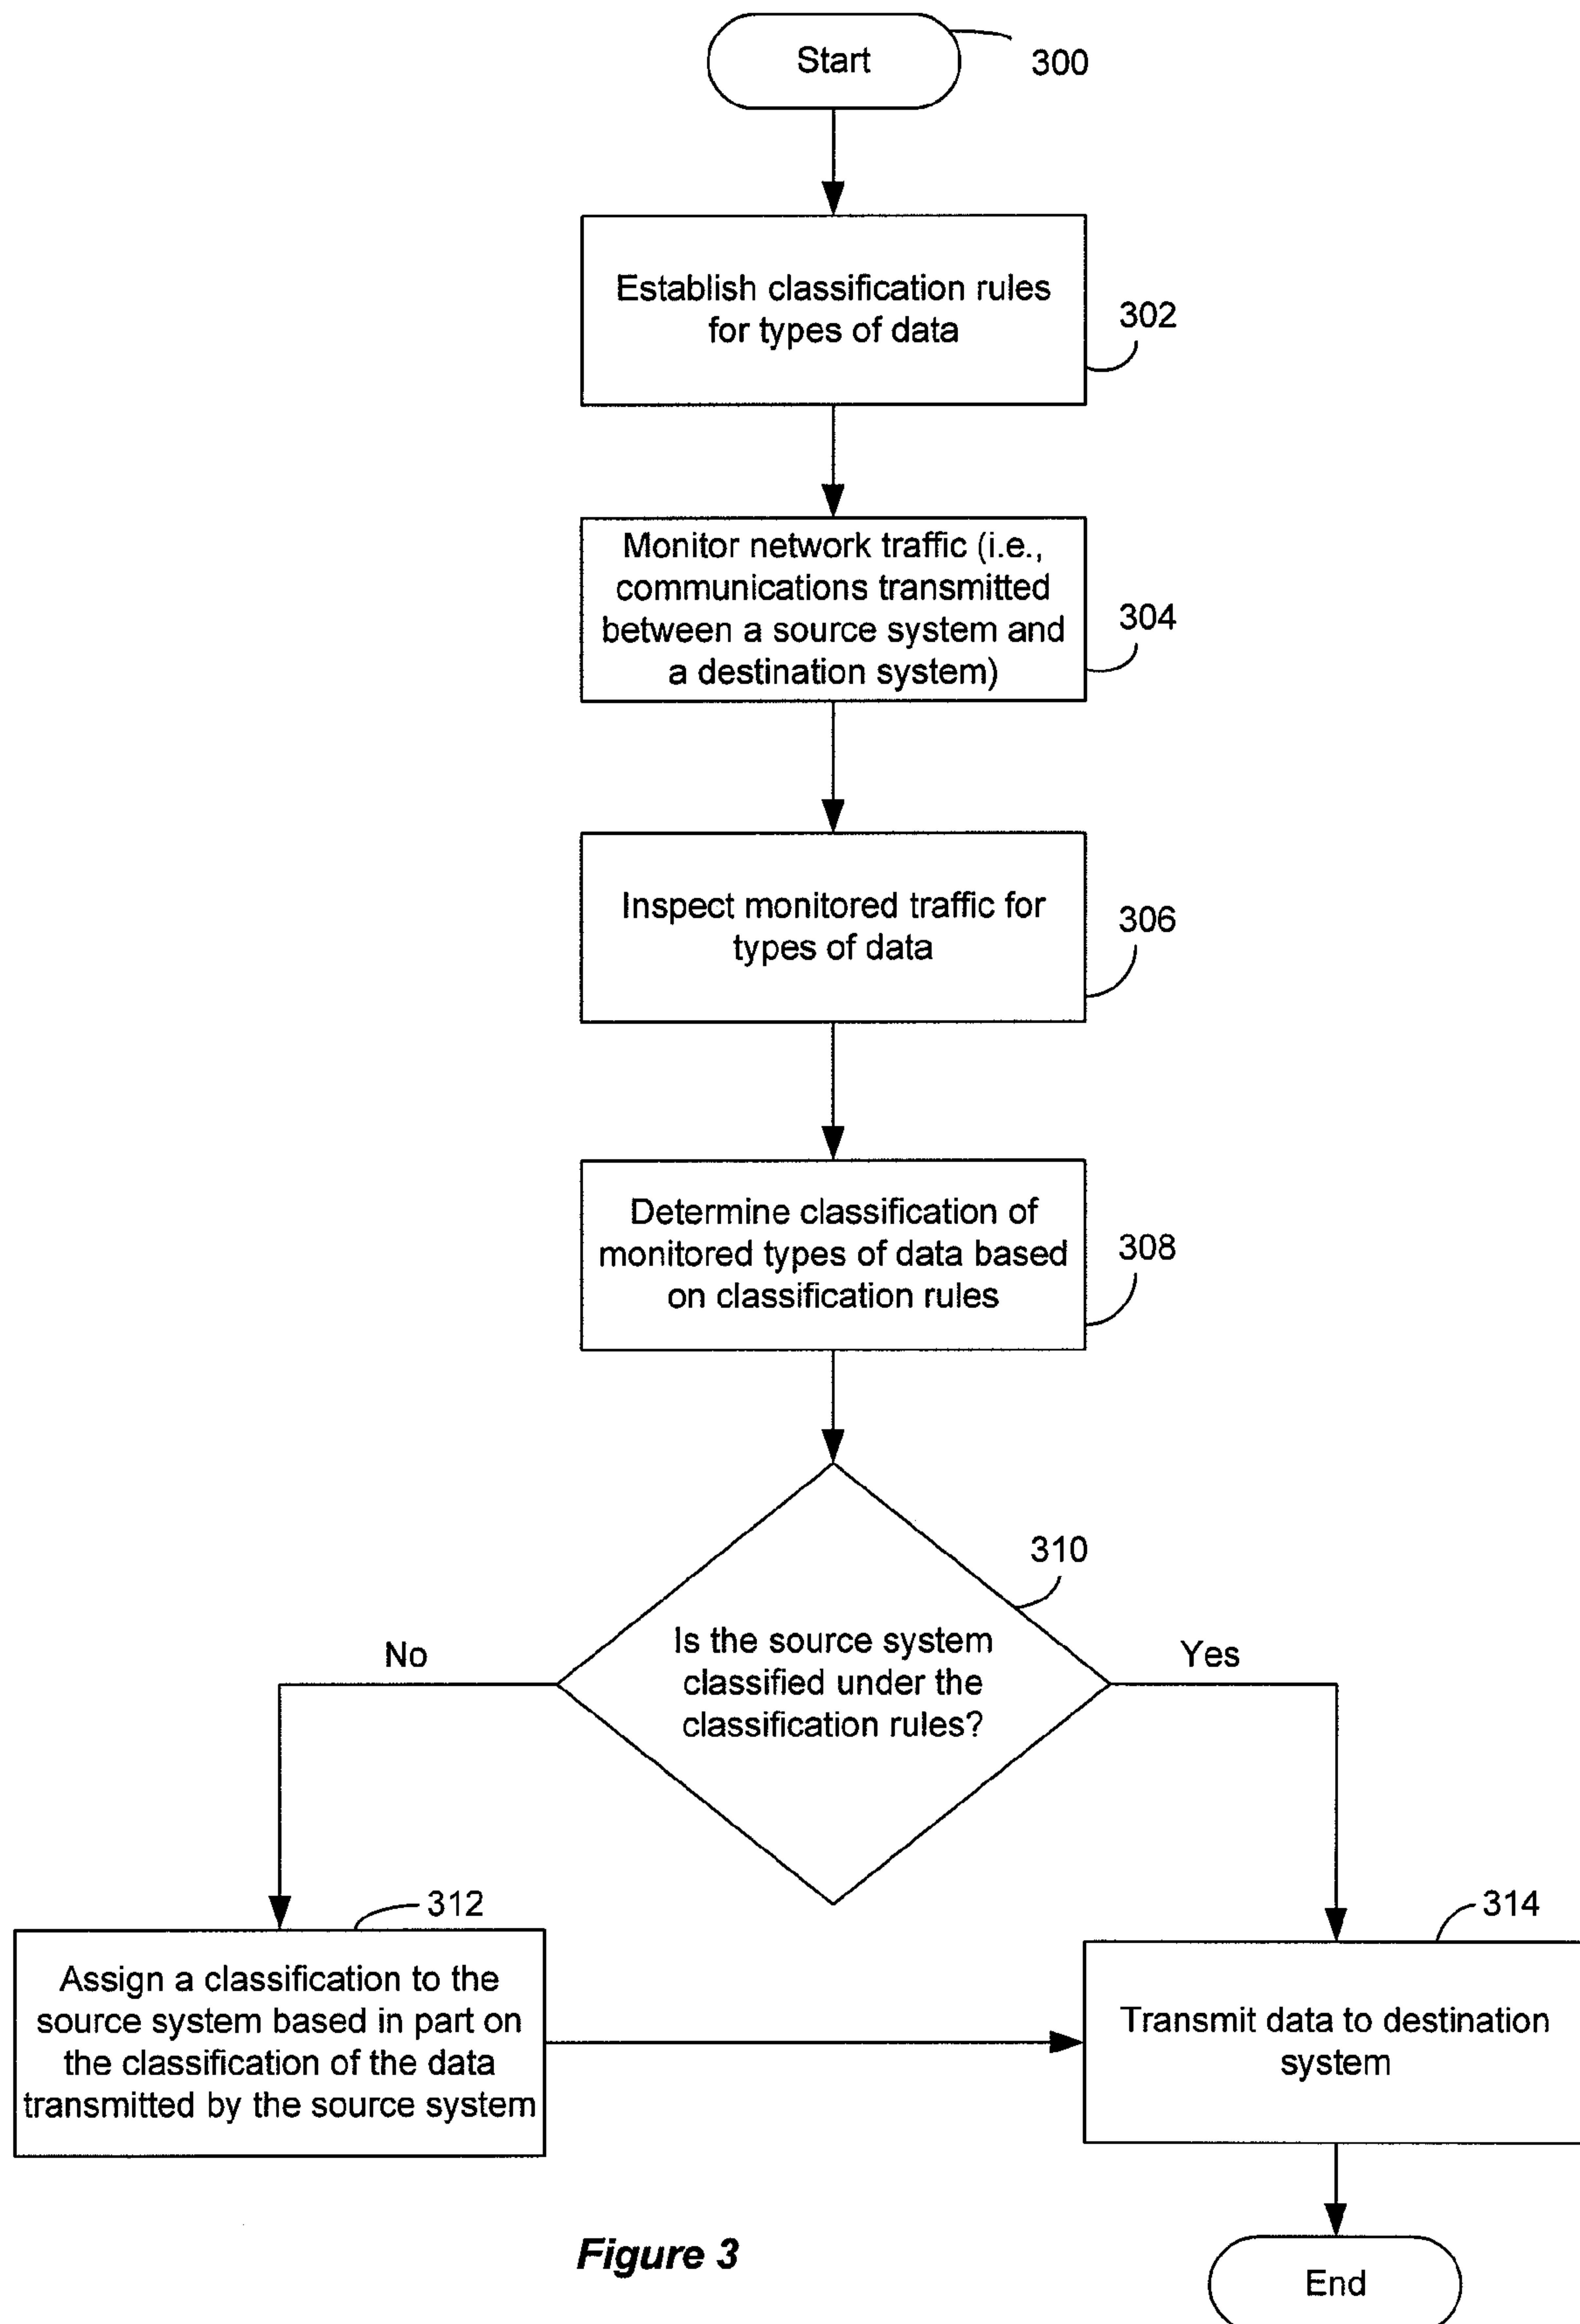 Start
300
Establish classification rules
for types of data
302
Monitor network traffic (i.e.,
communications transmitted
between a source system and
a destination system)
304
Inspect monitored traffic for
types of data
306
Determine classification of
monitored types of data based
on classification rules
308
310
Is the source system
classified under the
classification rules?
No
Yes
312
Assign a classification to the
source system based in part on
the classification of the data
transmitted by the source system
314
Transmit data to destination
system
Figure 3
End